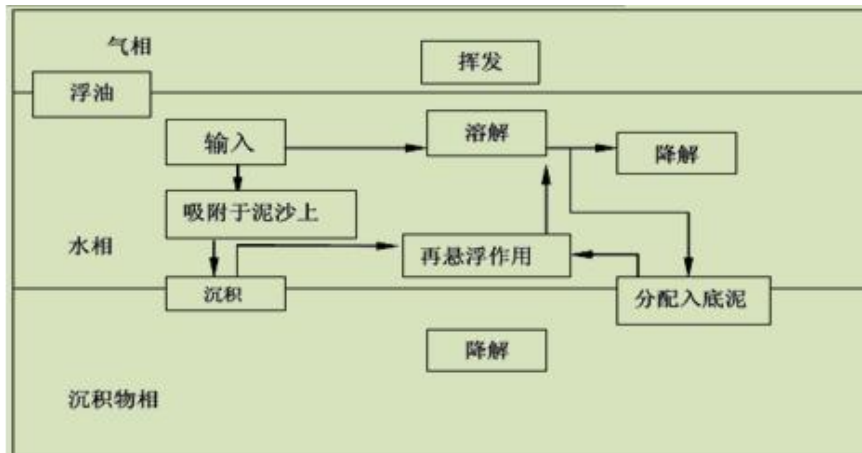 气相
挥发
浮油
输入
溶解
降解
吸附于泥沙上
水相
再悬浮作用
沉积
分配入底泥
降解
沉积物相